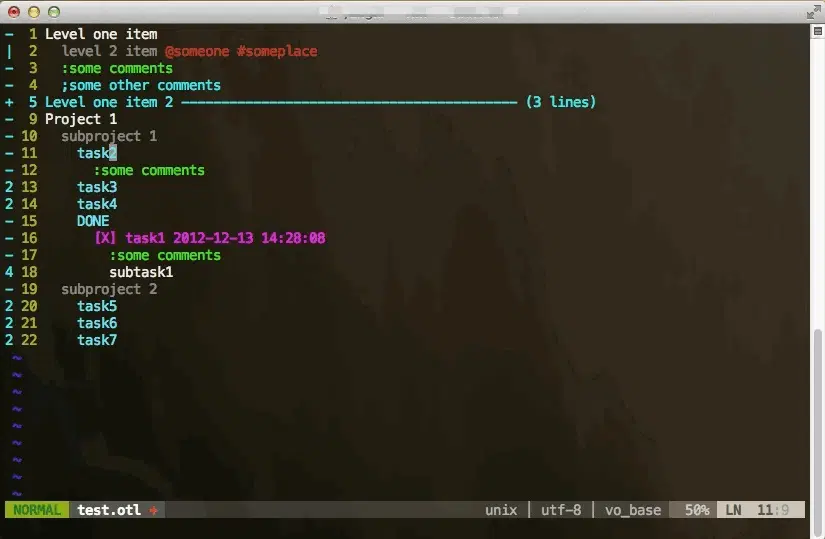 - 1 Level one item
| 2 level 2 item @someone #someplace
- 3 :some comments
- 4 ;some other comments
+ 5 Level one item 2 ------------------------------------------ (3 lines)
- 9 Project 1
- 10 subproject 1
- 11 task2
- 12 :some comments
2 13 task3
2 14 task4
- 15 DONE
- 16 [X] task1 2012-12-13 14:28:08
- 17 :some comments
4 18 subtask1
- 19 subproject 2
2 20 task5
2 21 task6
2 22 task7
~
~
~
~
~
~
~
~
~
NORMAL test.otl + unix | utf-8 | vo_base 50% LN 11:9